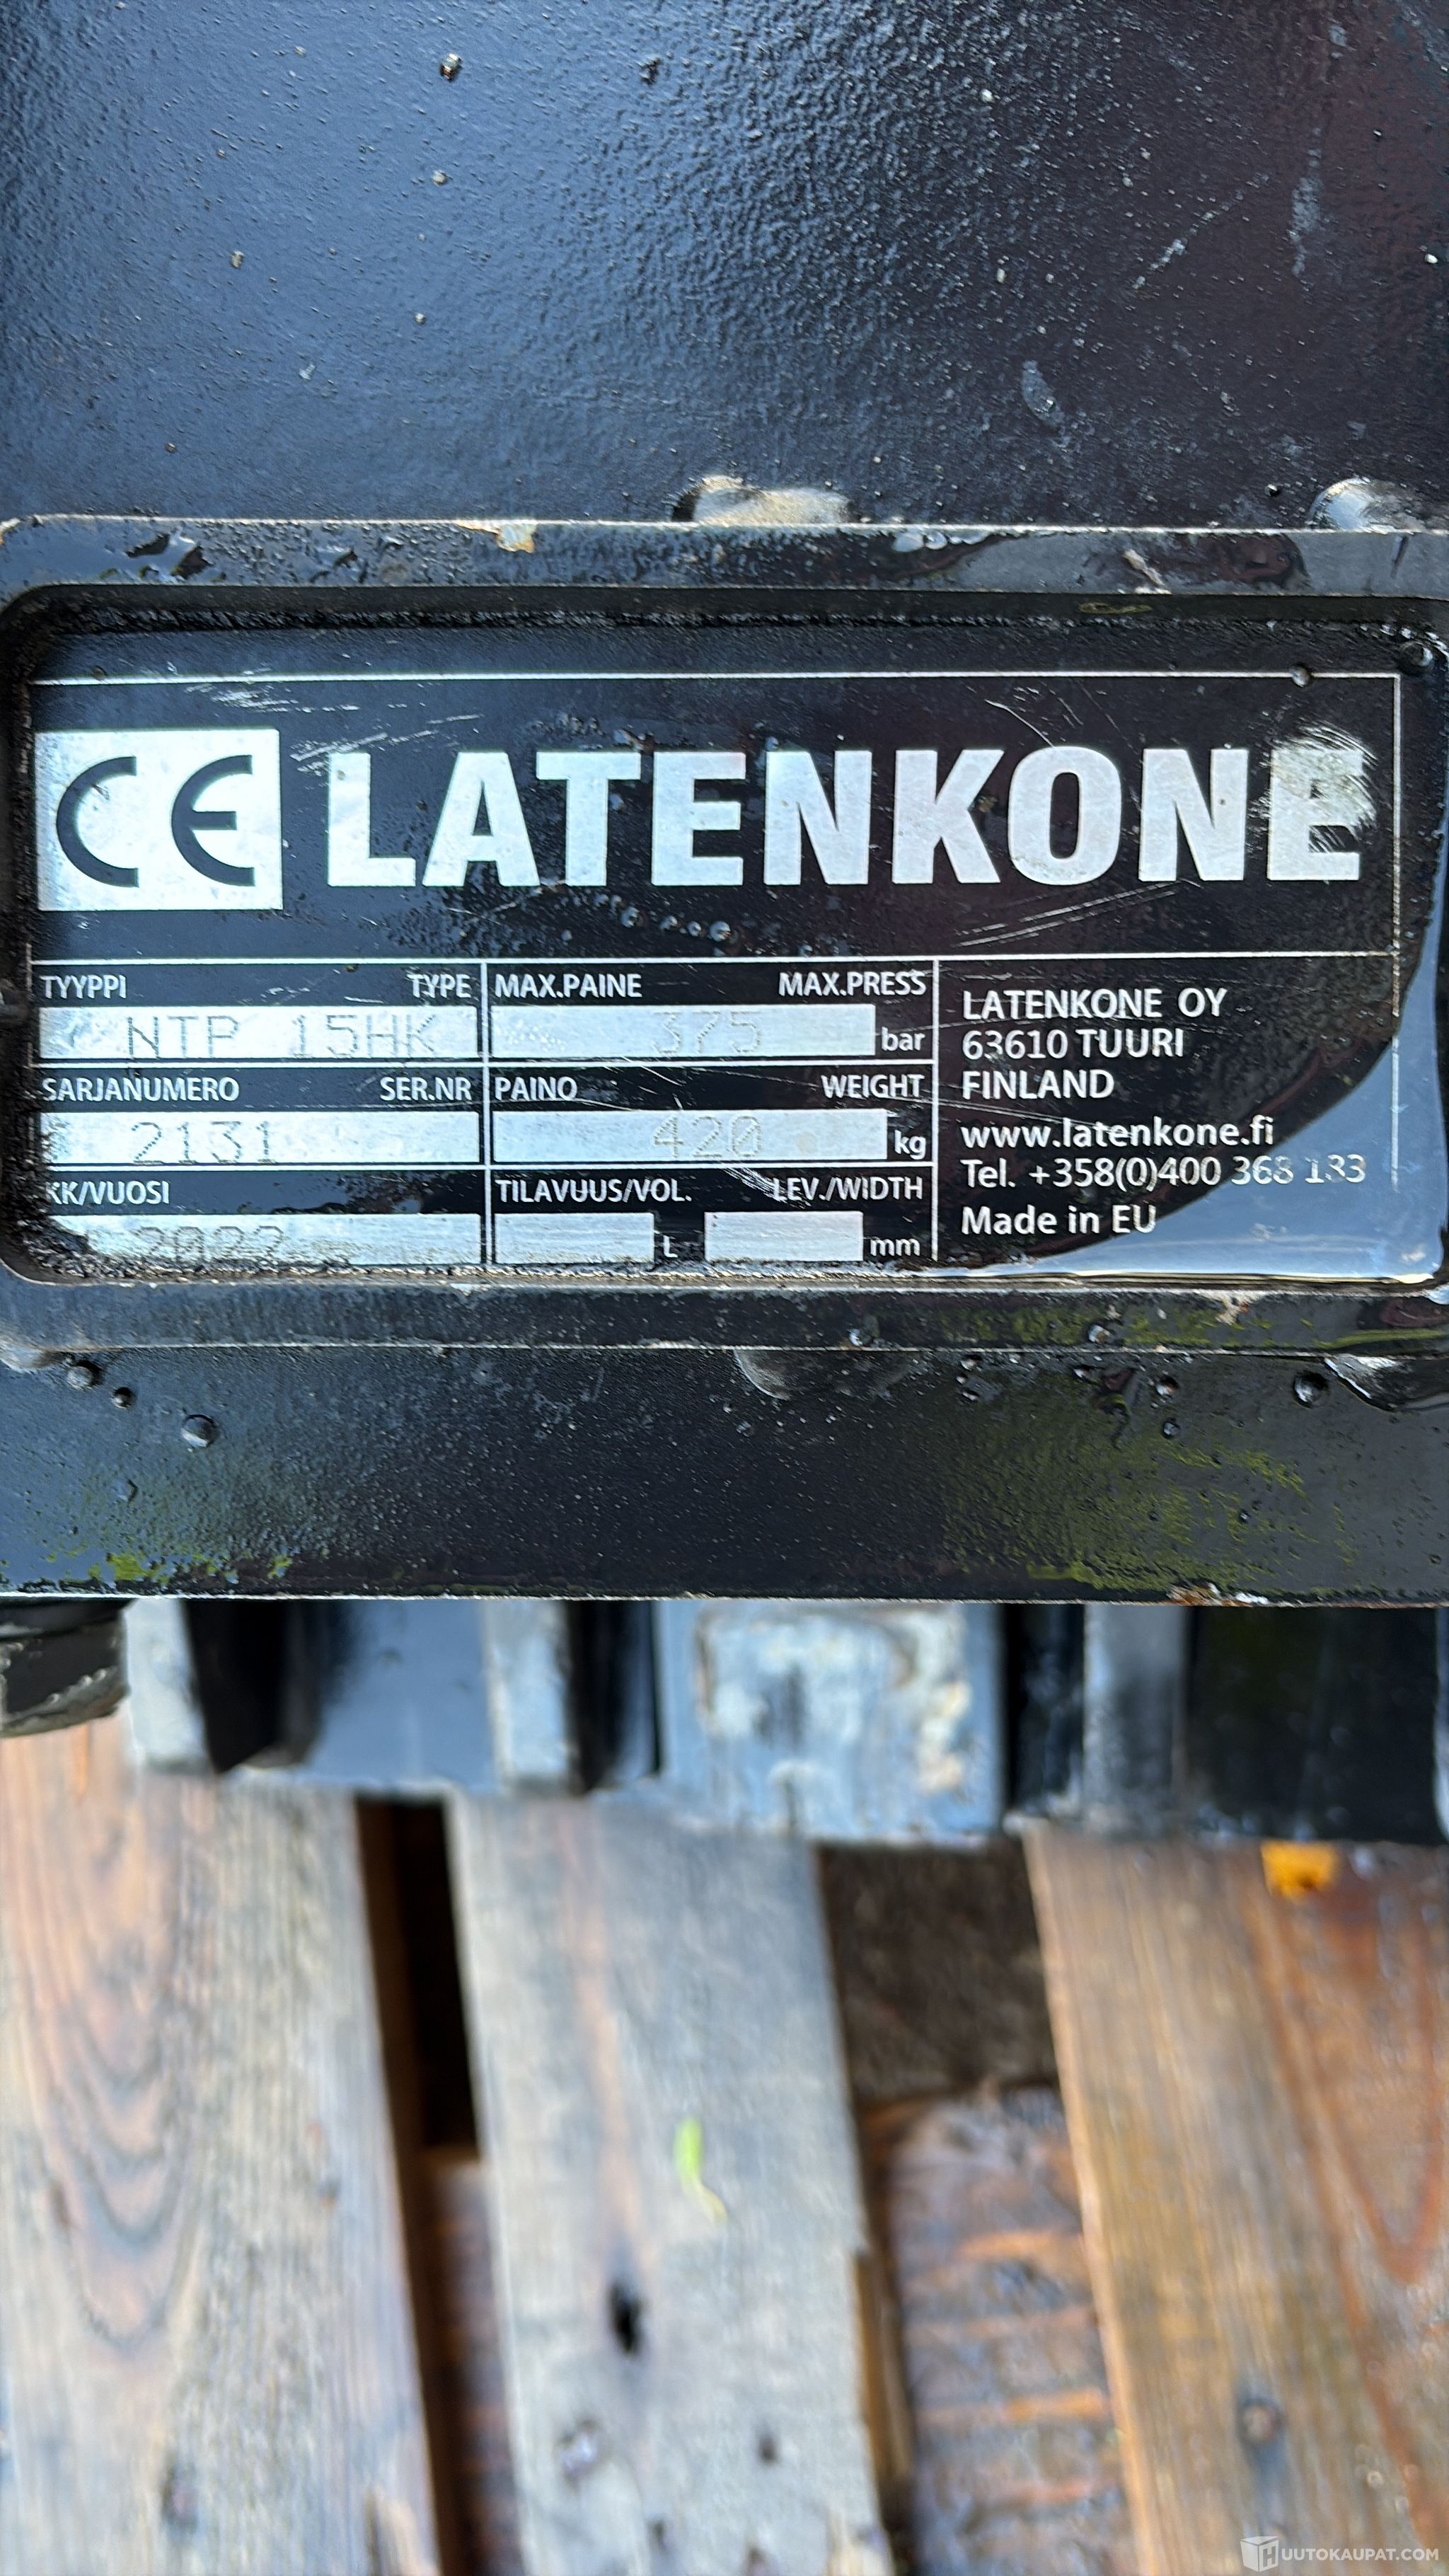 CE LATENKONE
TYYPPI TYPE
NTP 15HK
MAX.PAINE MAX.PRESS
375 bar
SARJANUMERO SER.NR
2131
PAINO WEIGHT
420 kg
KK/VUOSI
2022
TILAVUUS/VOL. LEV./WIDTH
L mm
LATENKONE OY
63610 TUURI
FINLAND
www.latenkone.fi
Tel. +358(0)400 368 133
Made in EU
HUUTOKAUPAT.COM